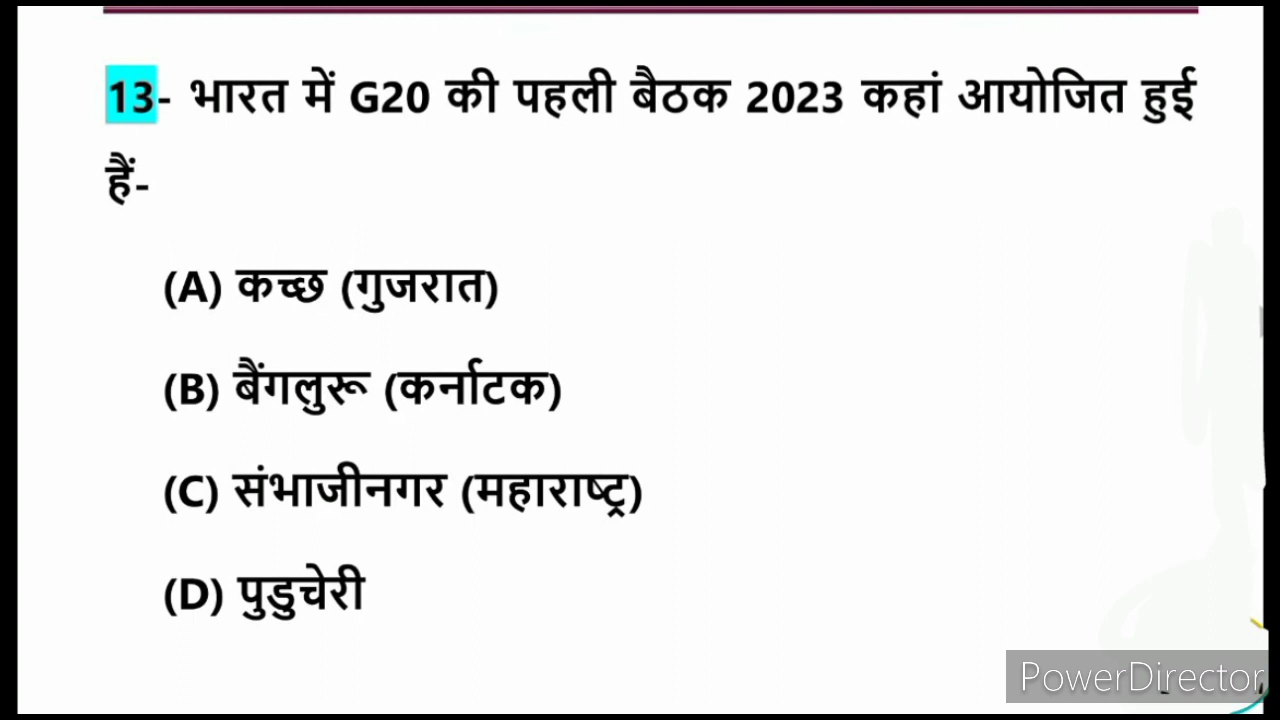 13- भारत में G20 की पहली बैठक 2023 कहां आयोजित हुई
हैं-
(A) कच्छ (गुजरात)
(B) बैंगलुरू (कर्नाटक)
(C) संभाजीनगर (महाराष्ट्र)
(D) पुडुचेरी
PowerDirector